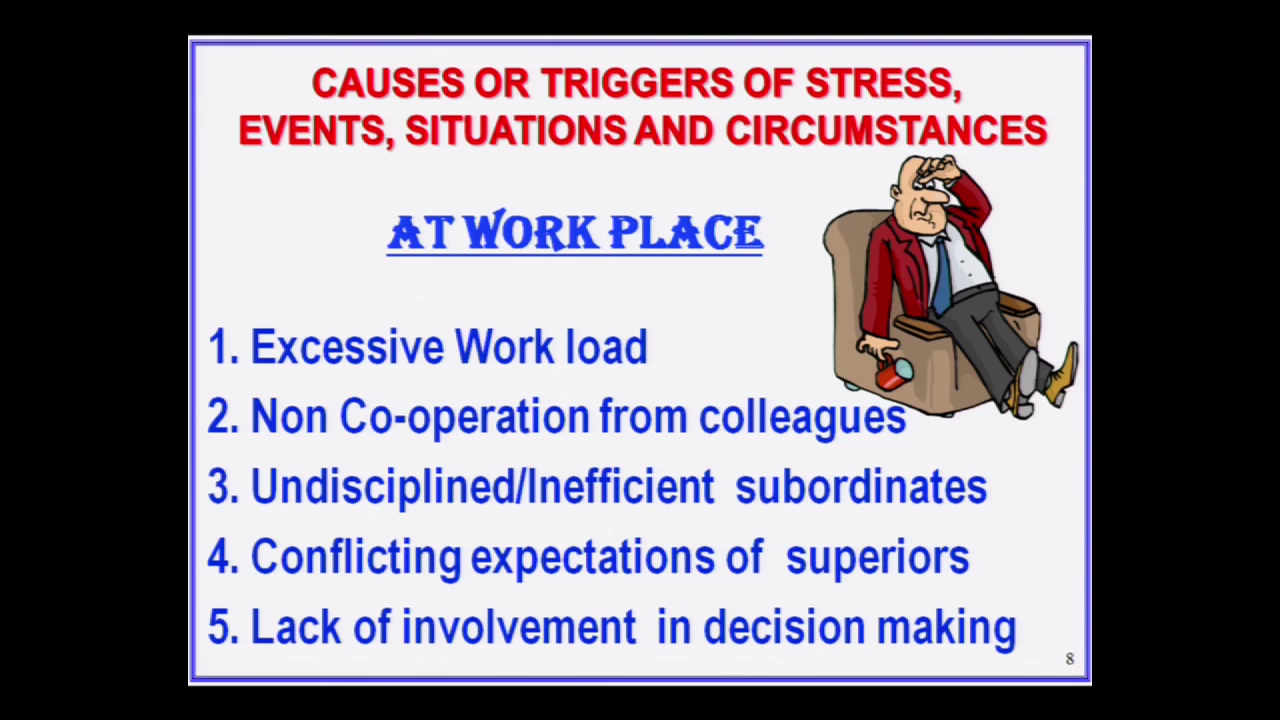 CAUSES OR TRIGGERS OF STRESS,
EVENTS, SITUATIONS AND CIRCUMSTANCES
AT WORK PLACE
1. Excessive Work load
2. Non Co-operation from colleagues
3. Undisciplined/Inefficient subordinates
4. Conflicting expectations of superiors
5. Lack of involvement in decision making
8